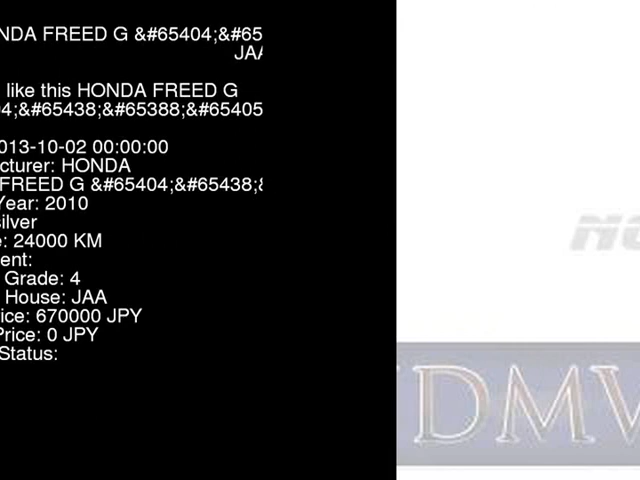 NDA FREED G &#65404;&#65
JAA
like this HONDA FREED G
4;&#65438;&#65388;&#65405
013-10-02 00:00:00
cturer: HONDA
FREED G &#65404;&#65438;&
Year: 2010
silver
e: 24000 KM
ent:
Grade: 4
House: JAA
ice: 670000 JPY
Price: 0 JPY
Status:
NO
DMV